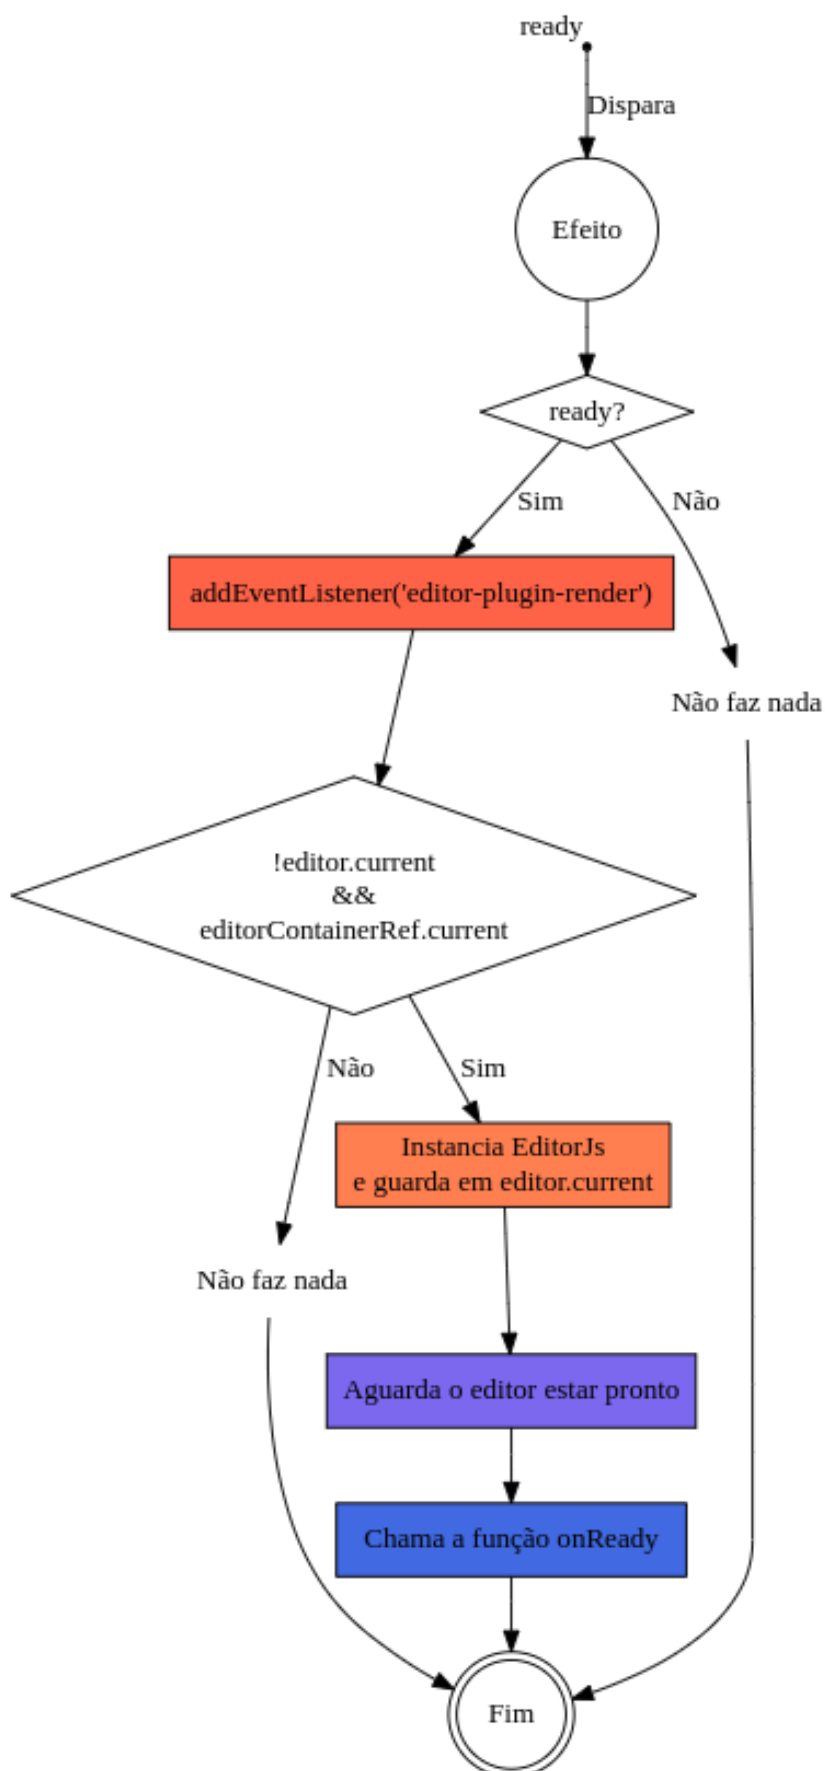 ready
Dispara
Efeito
ready?
Sim
Não
addEventListener('editor-plugin-render')
Não faz nada
!editor.current
&&
editorContainerRef.current
Não
Sim
Instancia EditorJs
e guarda em editor.current
Não faz nada
Aguarda o editor estar pronto
Chama a função onReady
Fim